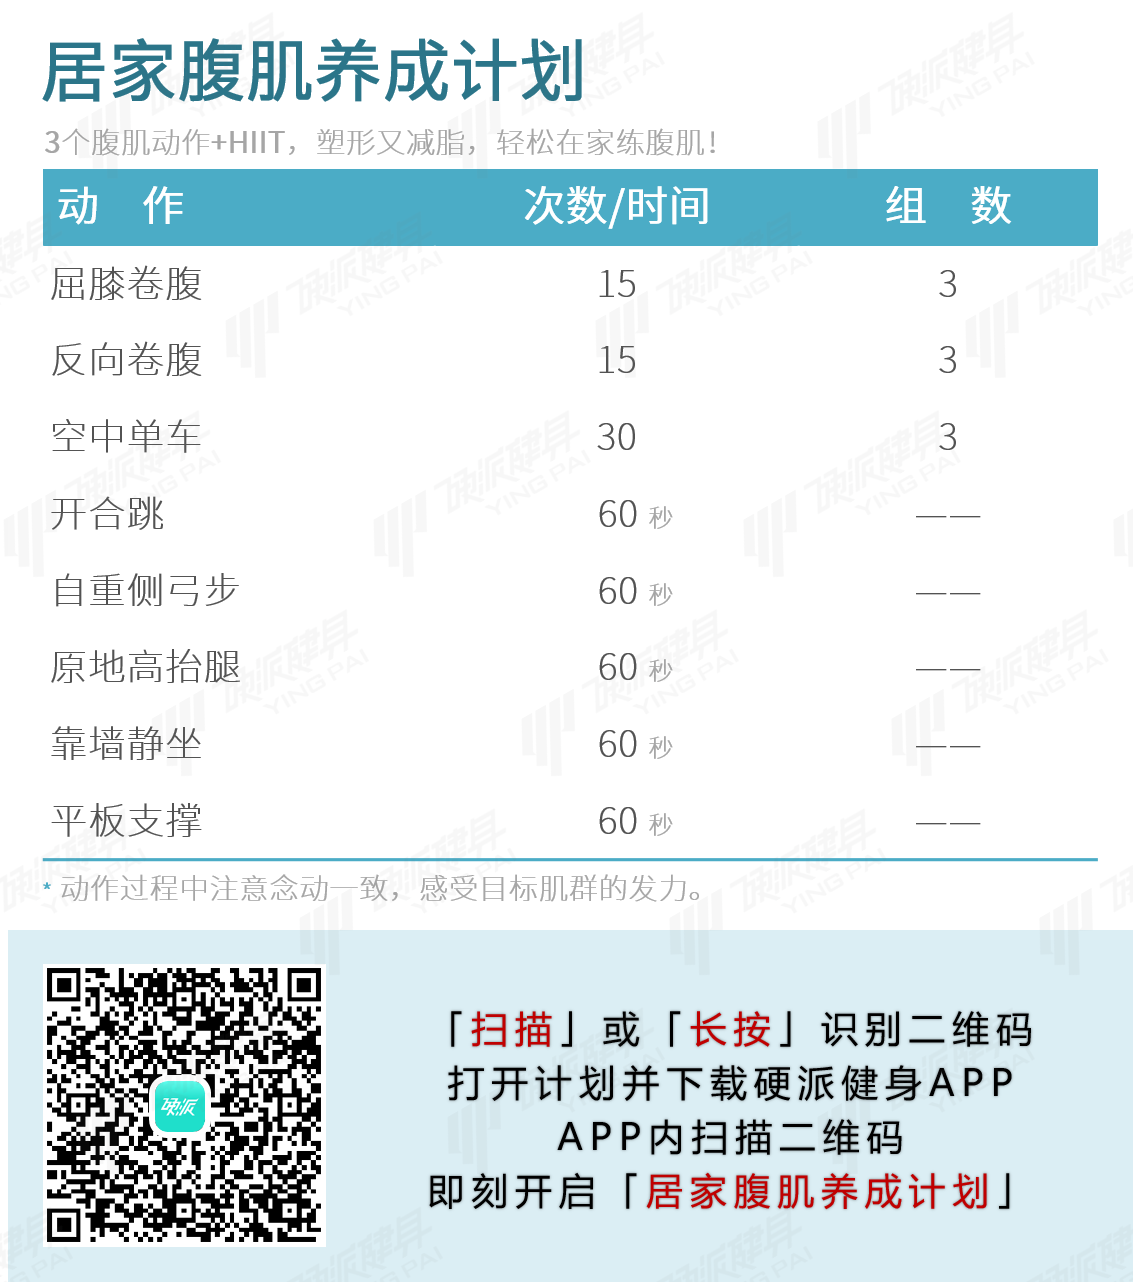 居家腹肌养成计划
3个腹肌动作+HIIT，塑形又减脂，轻松在家练腹肌！
动 作 次数/时间 组 数
屈膝卷腹 15 3
反向卷腹 15 3
空中单车 30 3
开合跳 60 秒 ——
自重侧弓步 60 秒 ——
原地高抬腿 60 秒 ——
靠墙静坐 60 秒 ——
平板支撑 60 秒 ——
* 动作过程中注意念动一致，感受目标肌群的发力。
硬派
「扫描」或「长按」识别二维码
打开计划并下载硬派健身APP
APP内扫描二维码
即刻开启「居家腹肌养成计划」
硬派健身
YING PAI